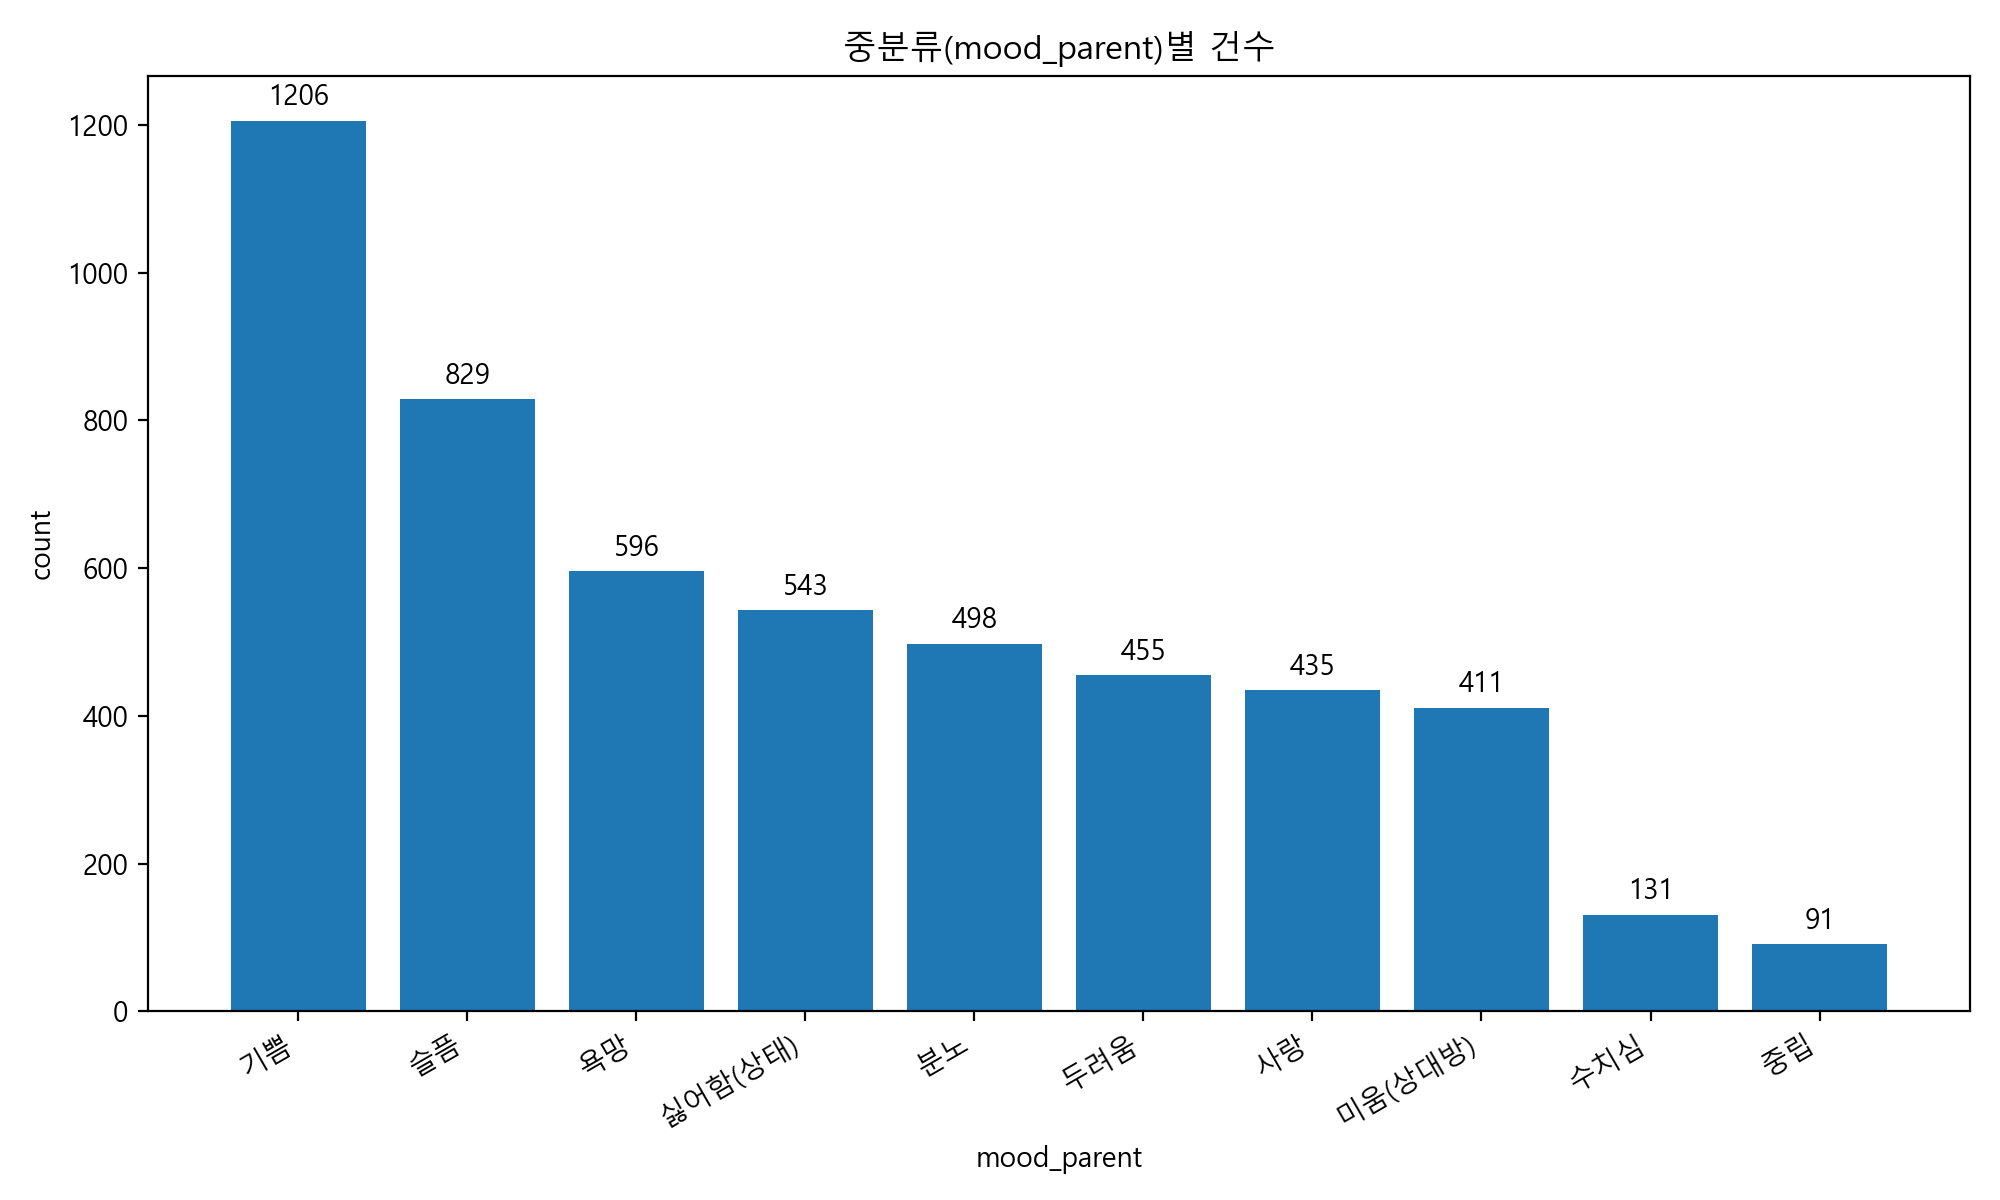 중분류(mood_parent)별 건수
1206
829
596
543
498
455
435
411
131
91
1200
1000
800
600
400
200
0
count
기쁨
슬픔
욕망
싫어함(상태)
분노
두려움
사랑
미움(상대방)
수치심
중립
mood_parent